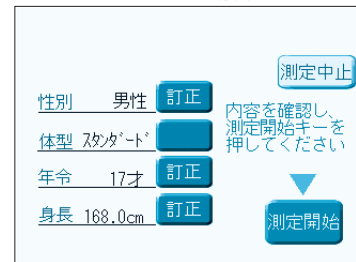 測定中止
性別 男性 訂正
体型 スタンダード
年令 17才 訂正
身長 168.0cm 訂正
内容を確認し、
測定開始キーを
押してください
測定開始